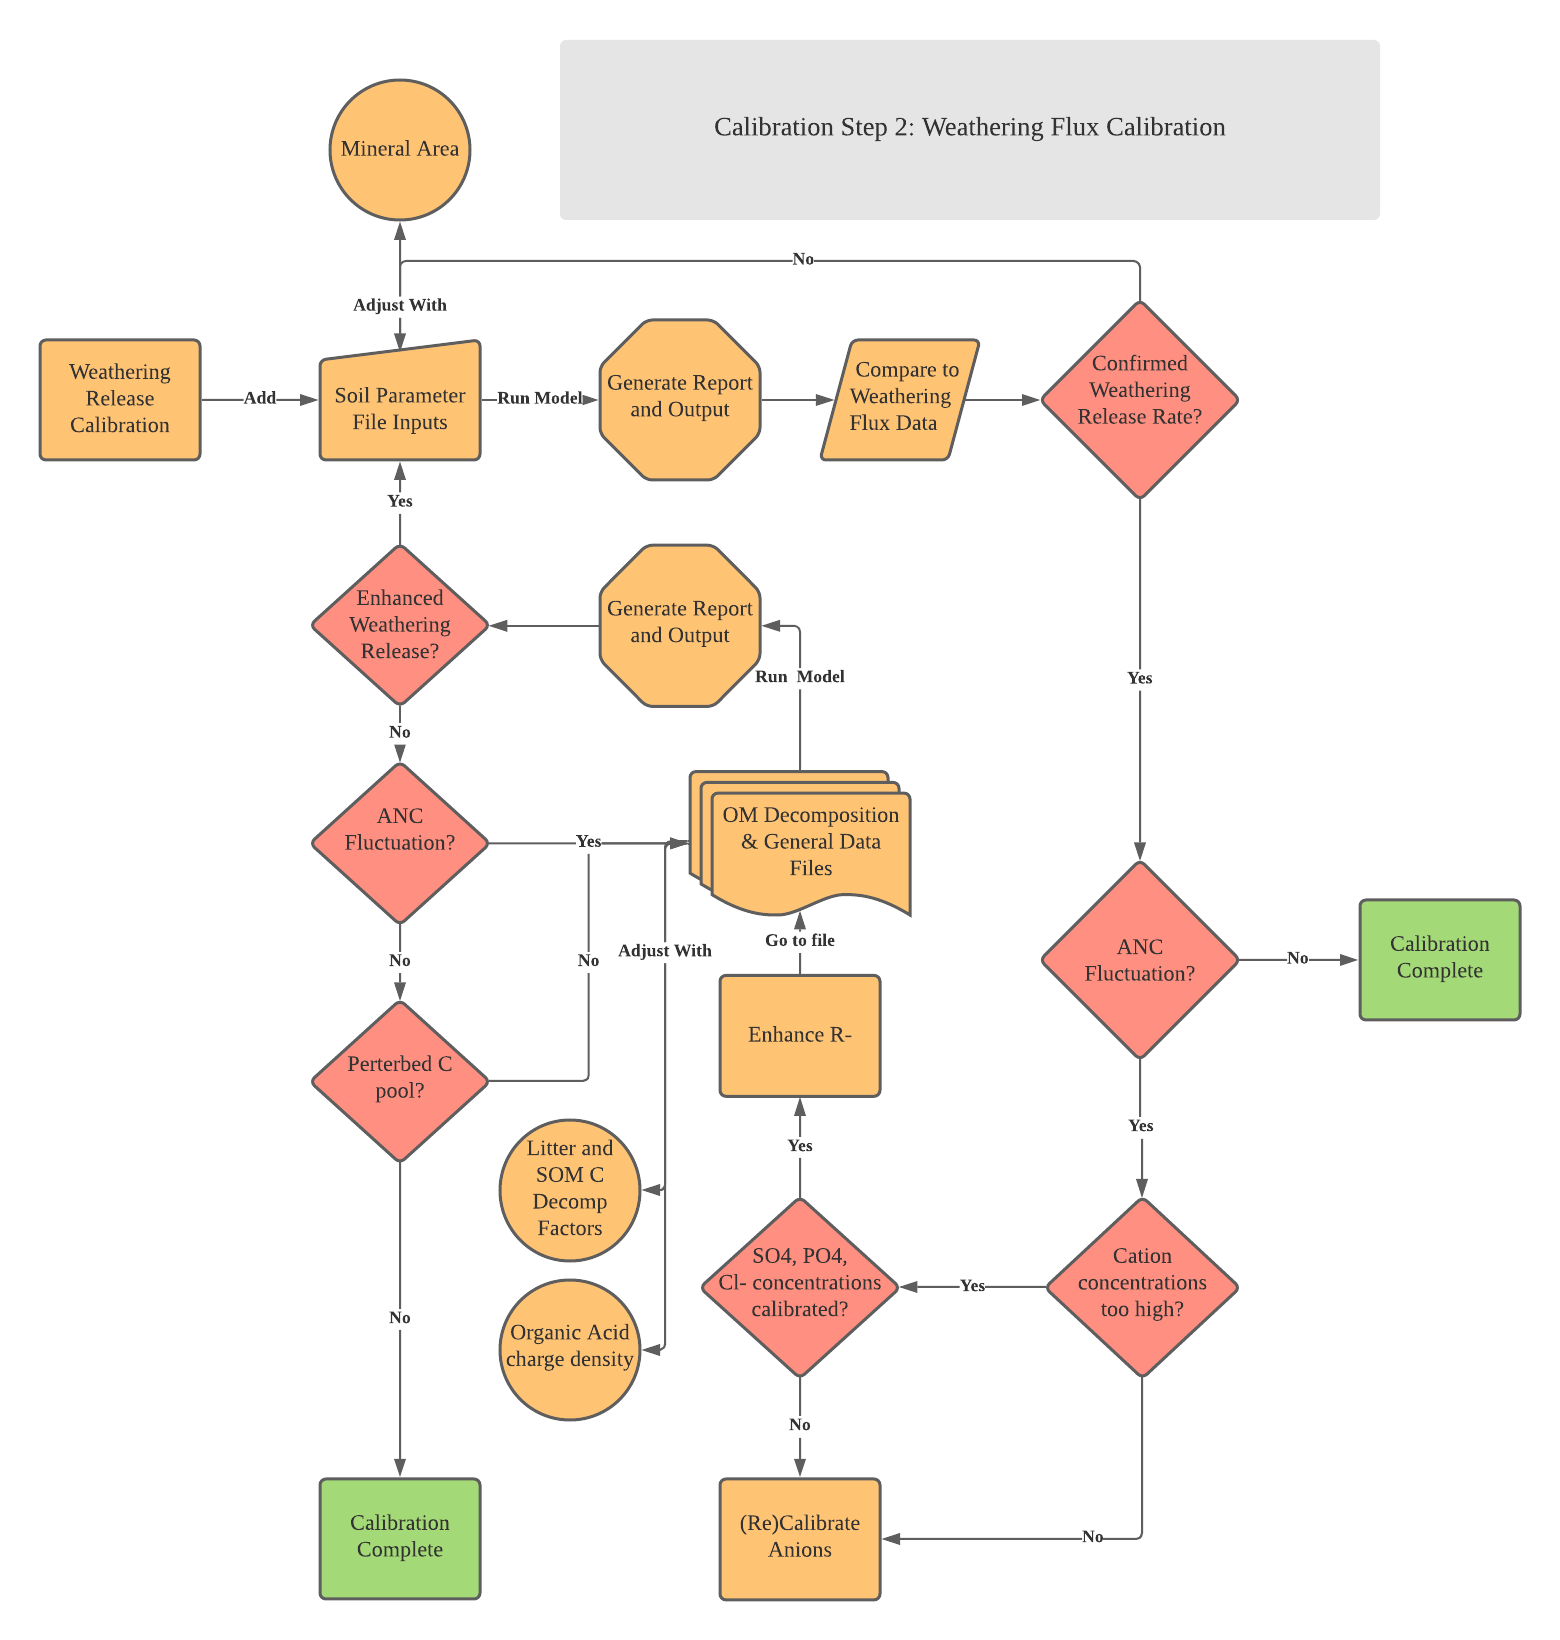 Calibration Step 2: Weathering Flux Calibration
Mineral Area
No
Adjust With
Weathering
Release
Calibration
Add
Soil Parameter
File Inputs
Run Model
Generate Report
and Output
Compare to
Weathering
Flux Data
Confirmed
Weathering
Release Rate?
Yes
Enhanced
Weathering
Release?
Generate Report
and Output
Run Model
Yes
No
ANC
Fluctuation?
Yes
OM Decomposition
& General Data
Files
No
No
Adjust With
Go to file
ANC
Fluctuation?
No
Calibration
Complete
Perterbed C
pool?
Enhance R-
Yes
Yes
Litter and
SOM C
Decomp
Factors
SO4, PO4,
Cl- concentrations
calibrated?
Yes
Cation
concentrations
too high?
No
Organic Acid
charge density
No
Calibration
Complete
(Re)Calibrate
Anions
No